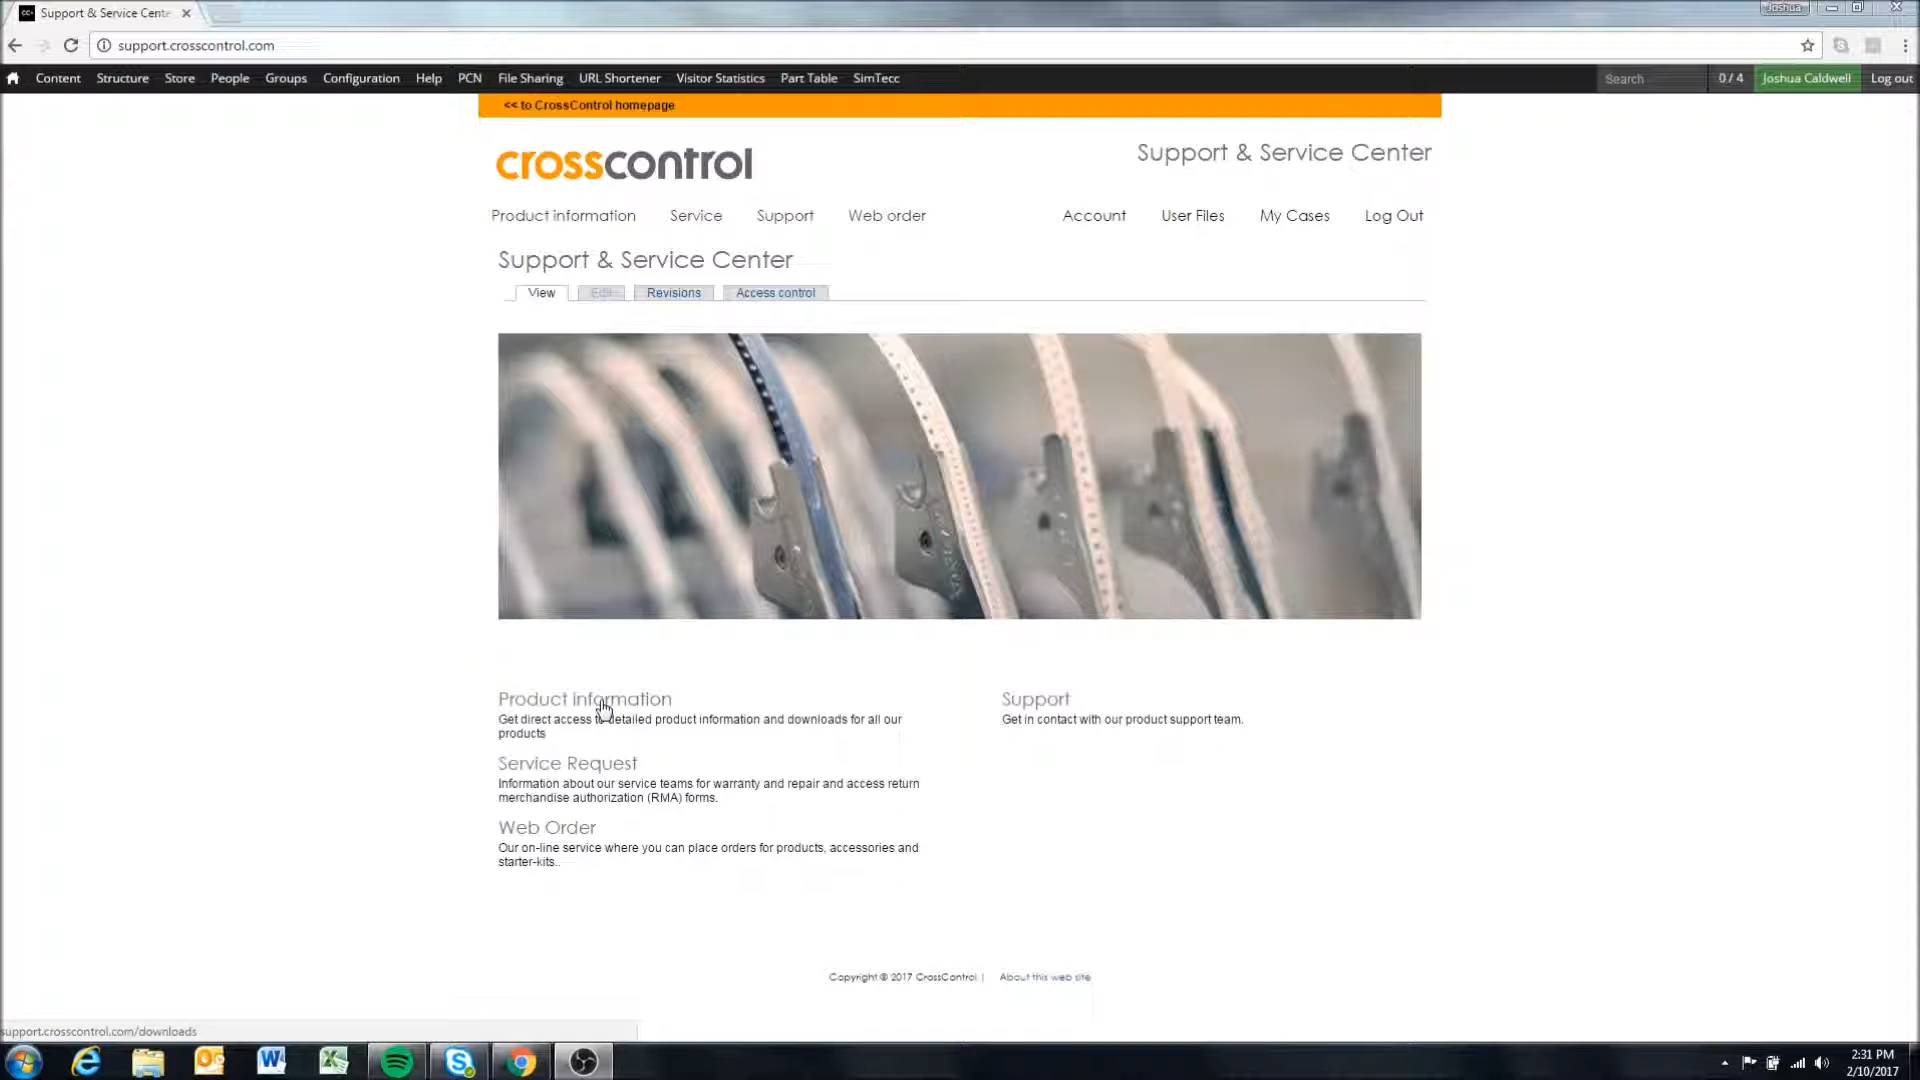 Support & Service Cente
Joshua
support.crosscontrol.com
Content Structure Store People Groups Configuration Help PCN File Sharing URL Shortener Visitor Statistics Part Table SimTecc Search 0 / 4 Joshua Caldwell Log out
<< to CrossControl homepage
crosscontrol
Support & Service Center
Product information Service Support Web order Account User Files My Cases Log Out
Support & Service Center
View Edit Revisions Access control
Product Information
Get direct access to detailed product information and downloads for all our
products
Support
Get in contact with our product support team.
Service Request
Information about our service teams for warranty and repair and access return
merchandise authorization (RMA) forms.
Web Order
Our on-line service where you can place orders for products, accessories and
starter-kits..
Copyright © 2017 CrossControl | About this web site
support.crosscontrol.com/downloads
2:31 PM
2/10/2017